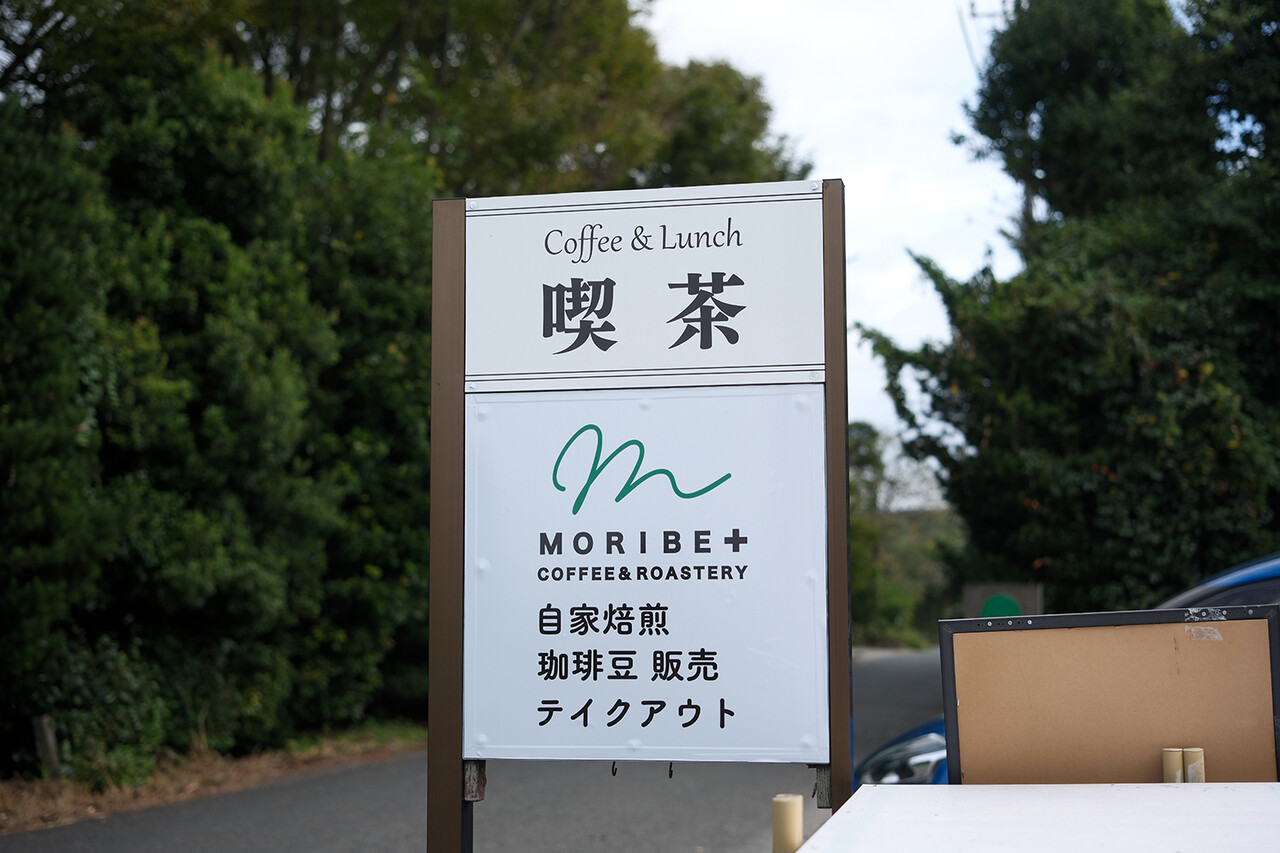 Coffee & Lunch
喫茶
MORIBE+
COFFEE&ROASTERY
自家焙煎
珈琲豆 販売
テイクアウト